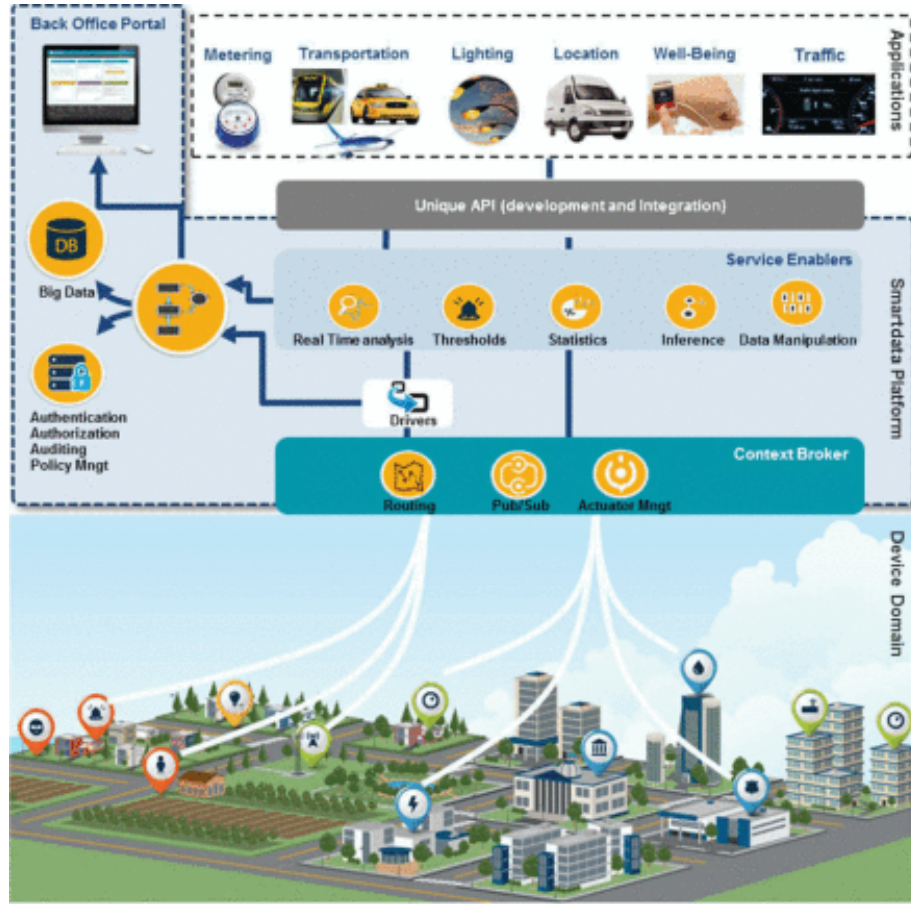 Back Office Portal
Metering
Transportation
Lighting
Location
Well-Being
Traffic
Applications
Unique API (development and Integration)
DB
Big Data
Service Enablers
Real Time analysis
Thresholds
Statistics
Inference
Data Manipulation
Smartdata Platform
Drivers
Authentication
Authorization
Auditing
Policy Mngt
Context Broker
Routing
Pub/Sub
Actuator Mngt
Device Domain